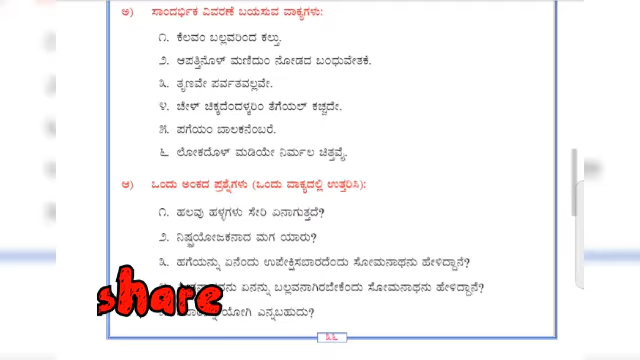 ಅ) ಸಾಂದರ್ಭಿಕ ವಿವರಣೆ ಬಯಸುವ ವಾಕ್ಯಗಳು:
೧. ಕೆಲವಂ ಬಲ್ಲವರಿಂದ ಕಲ್ತು.
೨. ಆಪತ್ತಿನೊಳ್ ಮಣಿದುಂ ನೋಡದ ಬಂಧುವೇತಕೆ.
೩. ತೃಣವೇ ಪರ್ವತವಲ್ಲವೇ.
೪. ಚೇಳ್ ಚಿಕ್ಕದೆಂದಳ್ಕರಿಂ ತೆಗೆಯಲ್ ಕಚ್ಚದೇ.
೫. ಪಗೆಯಂ ಬಾಲಕನೆಂಬರೆ.
೬. ಲೋಕದೊಳ್ ಮಡಿಯೇ ನಿರ್ಮಲ ಚಿತ್ತವೈ.
ಆ) ಒಂದು ಅಂಕದ ಪ್ರಶ್ನೆಗಳು (ಒಂದು ವಾಕ್ಯದಲ್ಲಿ ಉತ್ತರಿಸಿ):
೧. ಹಲವು ಹಳ್ಳಗಳು ಸೇರಿ ಏನಾಗುತ್ತದೆ?
೨. ನಿಷ್ಪ್ರಯೋಜಕನಾದ ಮಗ ಯಾರು?
೩. ಹಗೆಯನ್ನು ಏನೆಂದು ಉಪೇಕ್ಷಿಸಬಾರದೆಂದು ಸೋಮನಾಥನು ಹೇಳಿದ್ದಾನೆ?
ಏನನ್ನು ಬಲ್ಲವನಾಗಿರಬೇಕೆಂದು ಸೋಮನಾಥನು ಹೇಳಿದ್ದಾನೆ?
share
ಯೋಗಿ ಎನ್ನಬಹುದು?
೬೬